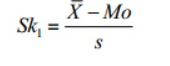 Sk₁ = X̄ – Mo / s